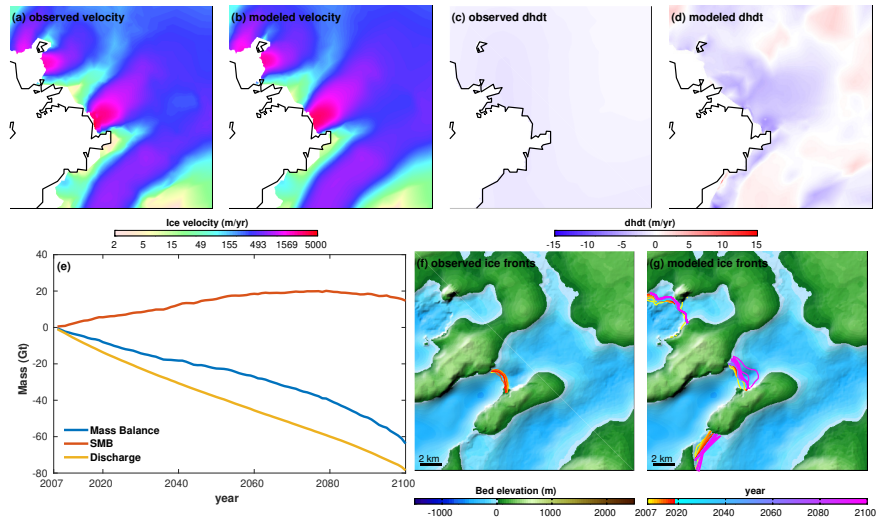 (a) observed velocity
(b) modeled velocity
(c) observed dhdt
(d) modeled dhdt
Ice velocity (m/yr)
2 5 15 49 155 493 1569 5000
dhdt (m/yr)
-15 -10 -5 0 5 10 15
(e)
40
20
0
-20
-40
-60
-80
Mass (Gt)
Mass Balance
SMB
Discharge
2007 2020 2040 2060 2080 2100
year
(f) observed ice fronts
2 km
(g) modeled ice fronts
2 km
Bed elevation (m)
-1000 0 1000 2000
year
2007 2020 2040 2060 2080 2100